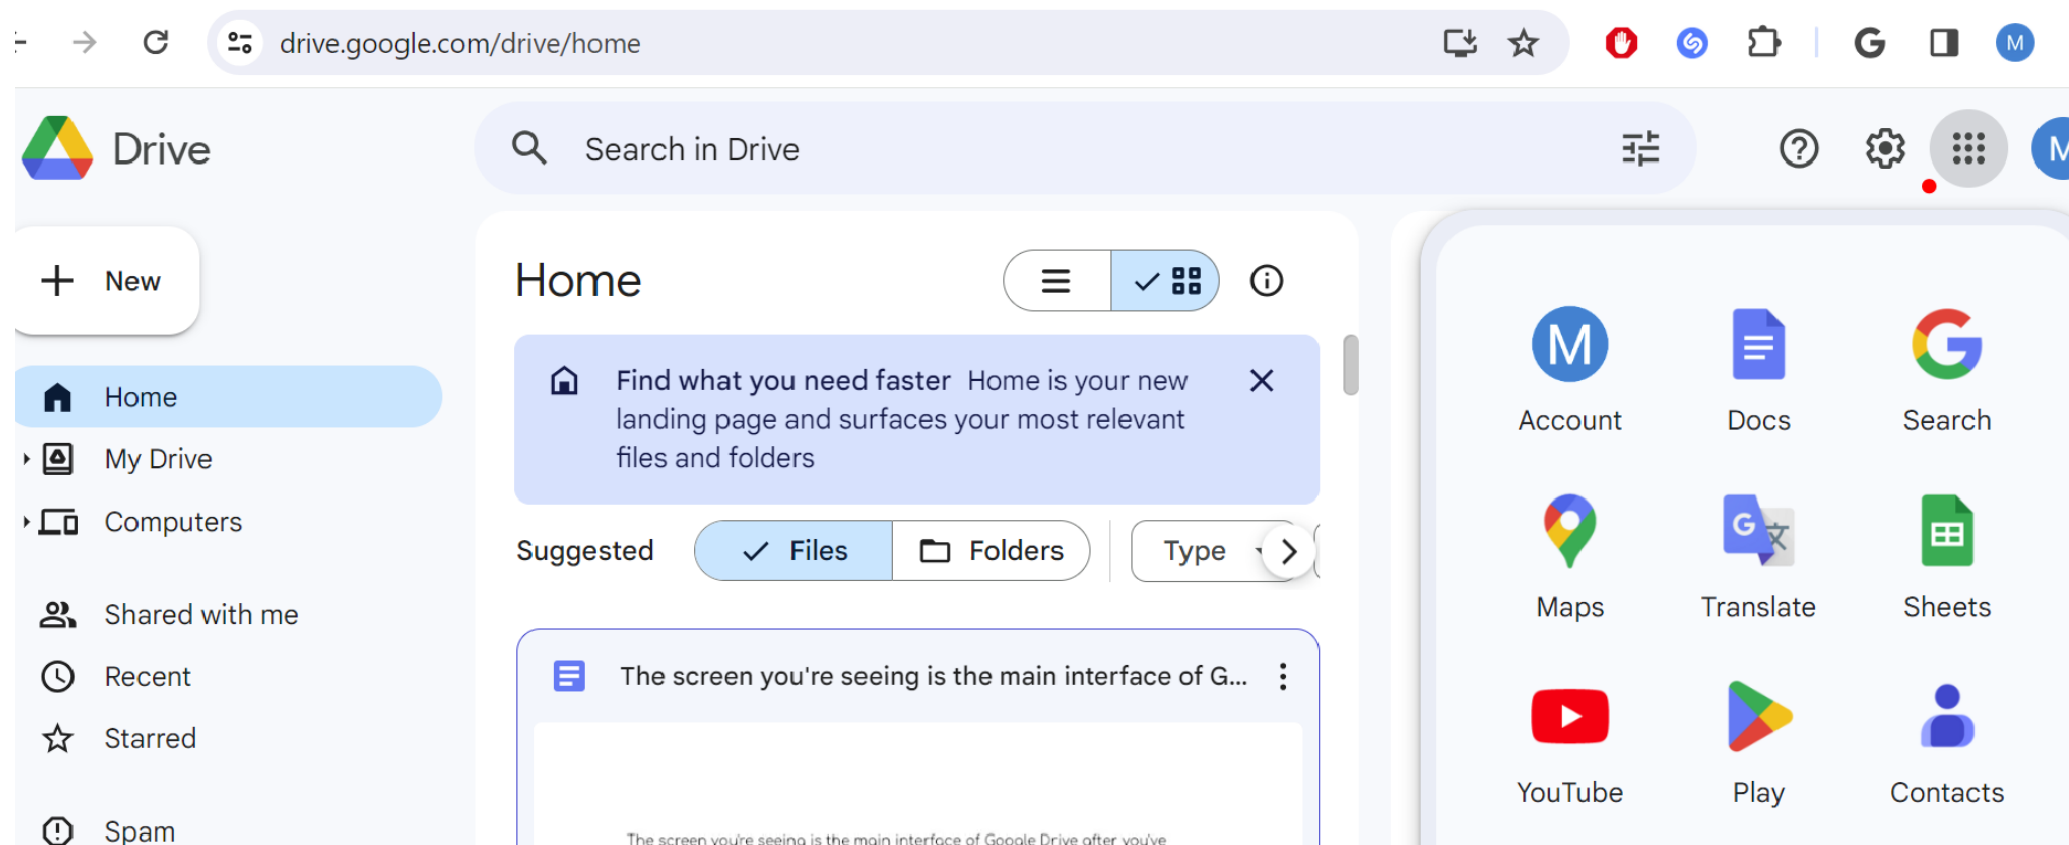 drive.google.com/drive/home
M
Drive
Search in Drive
M
New
Home
My Drive
Computers
Shared with me
Recent
Starred
Spam
Home
Find what you need faster Home is your new
landing page and surfaces your most relevant
files and folders
Suggested Files Folders Type
The screen you're seeing is the main interface of G...
The screen you're seeing is the main interface of Google Drive after you've
M
Account Docs Search
Maps Translate Sheets
YouTube Play Contacts